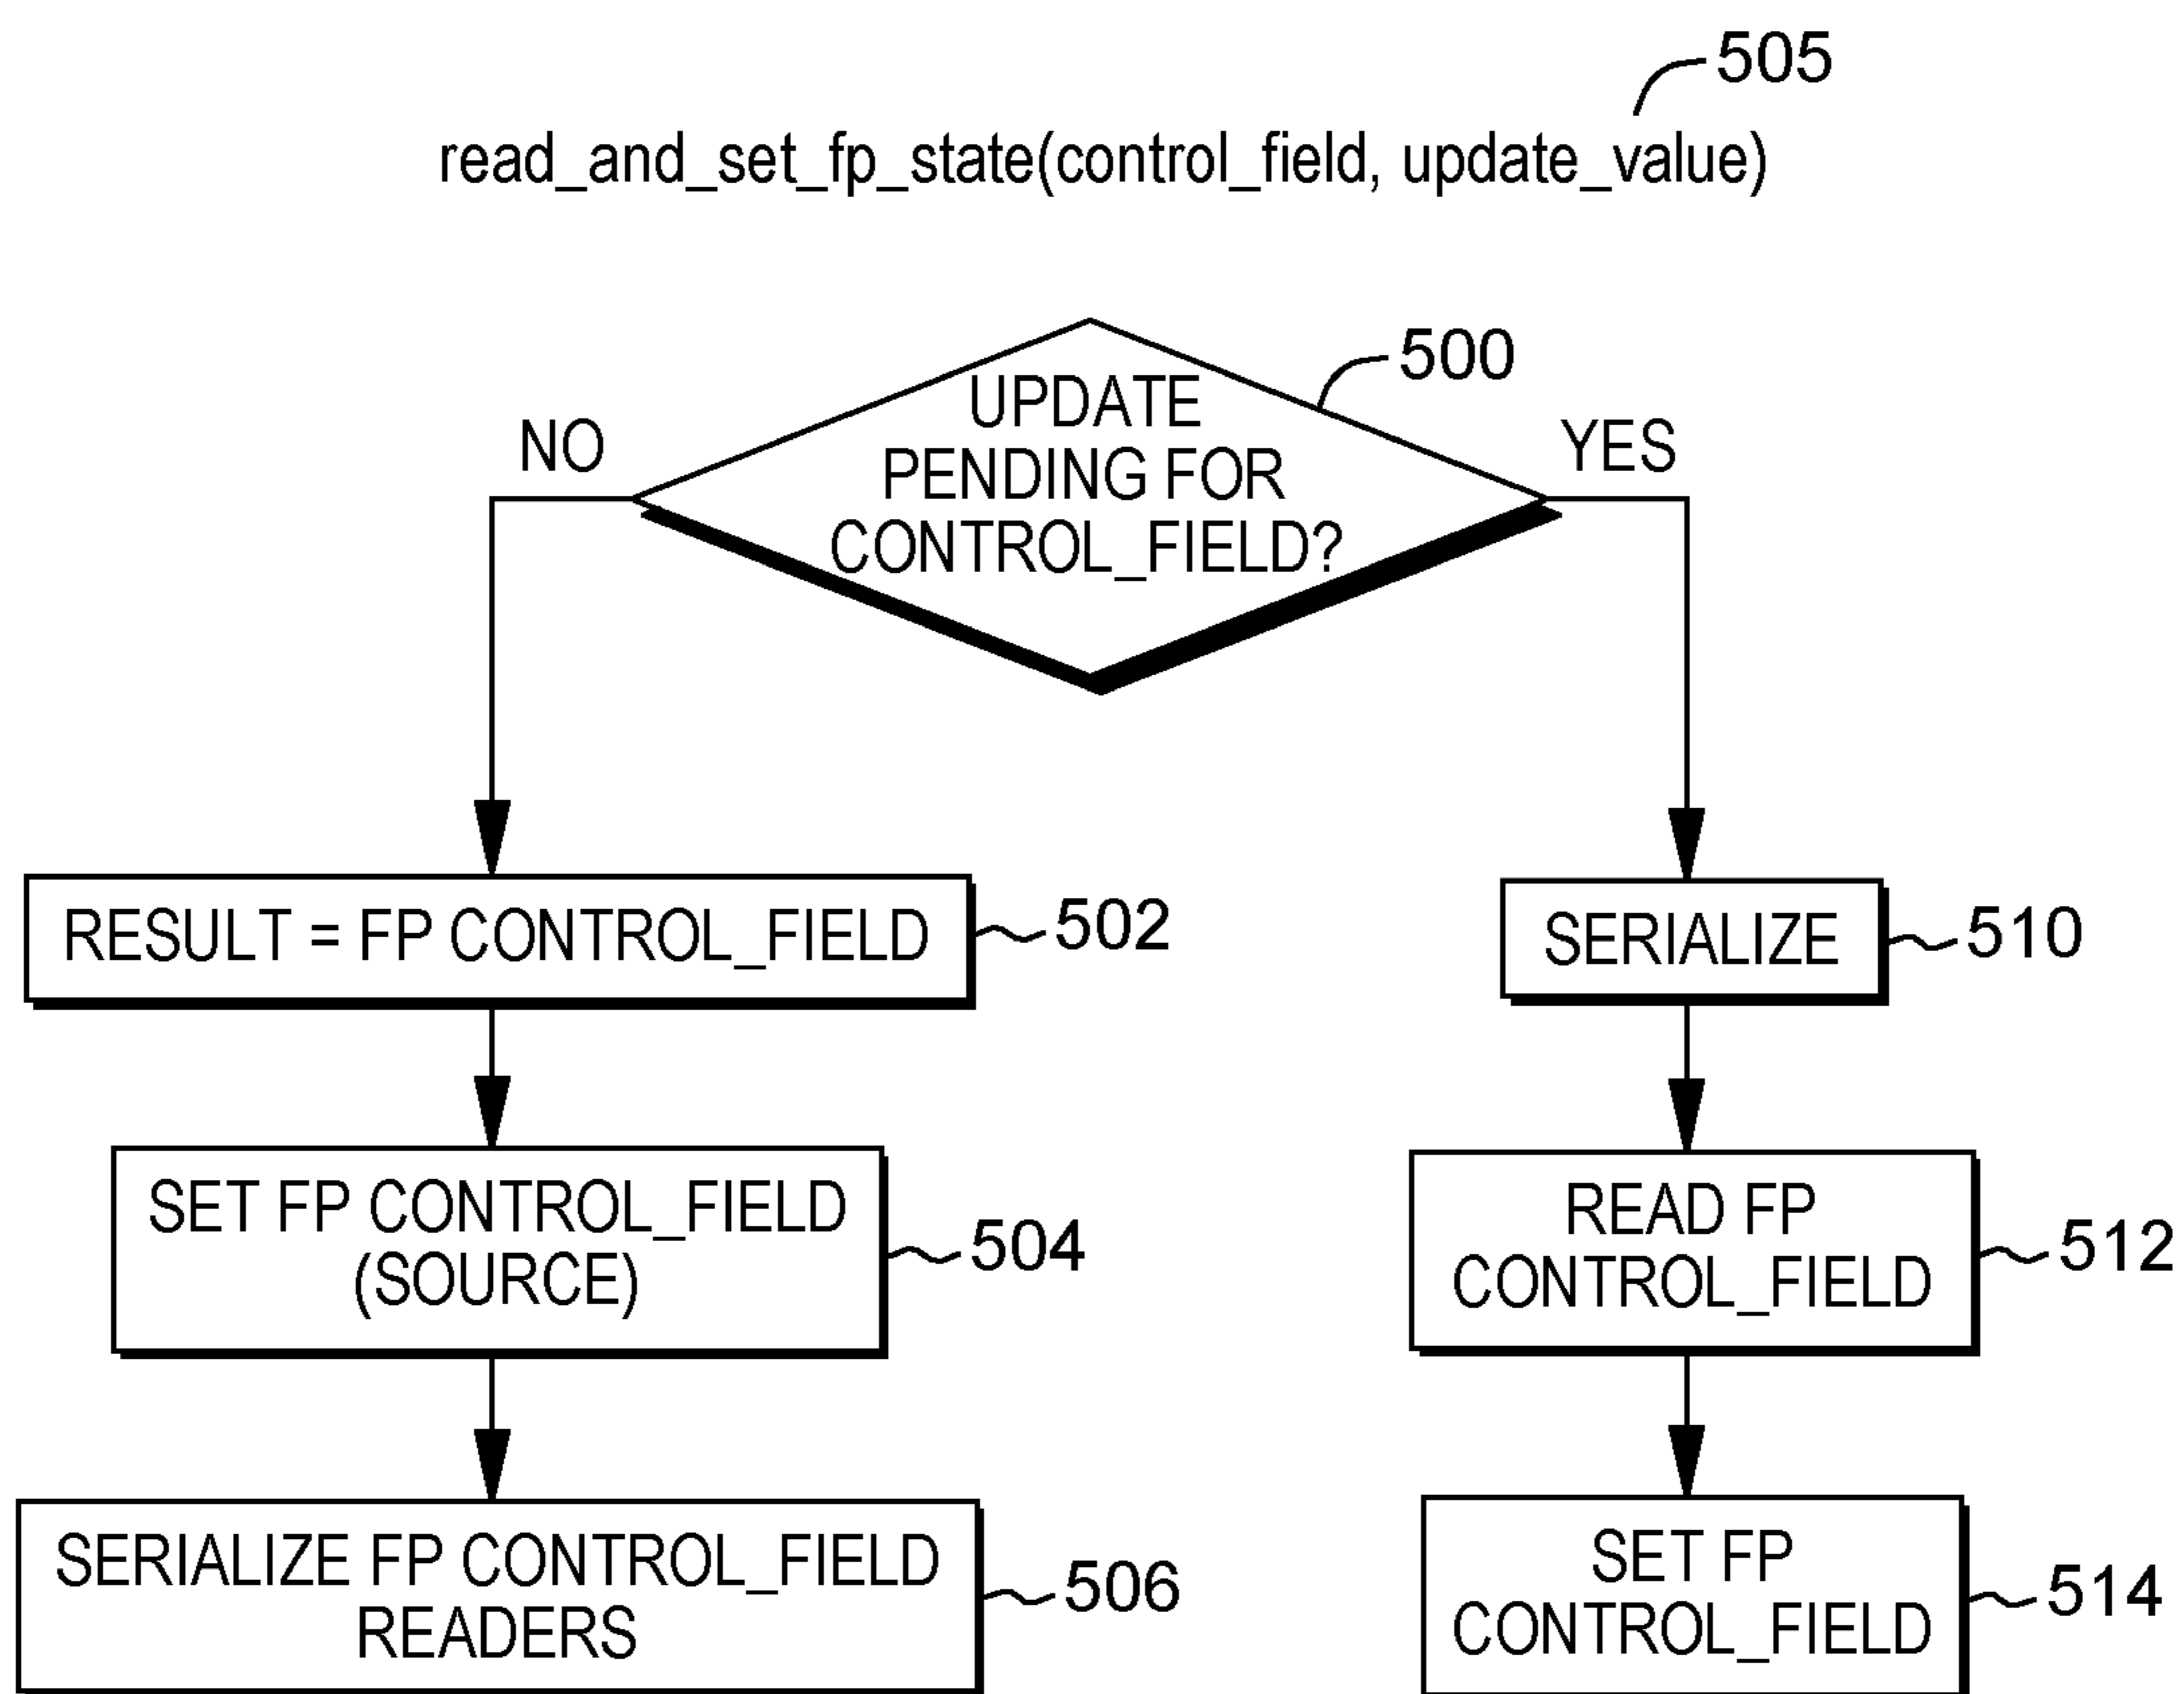 505
read_and_set_fp_state(control_field, update_value)
500
UPDATE
PENDING FOR
CONTROL_FIELD?
NO
YES
RESULT = FP CONTROL_FIELD
502
SERIALIZE
510
SET FP CONTROL_FIELD
(SOURCE)
504
READ FP
CONTROL_FIELD
512
SERIALIZE FP CONTROL_FIELD
READERS
506
SET FP
CONTROL_FIELD
514